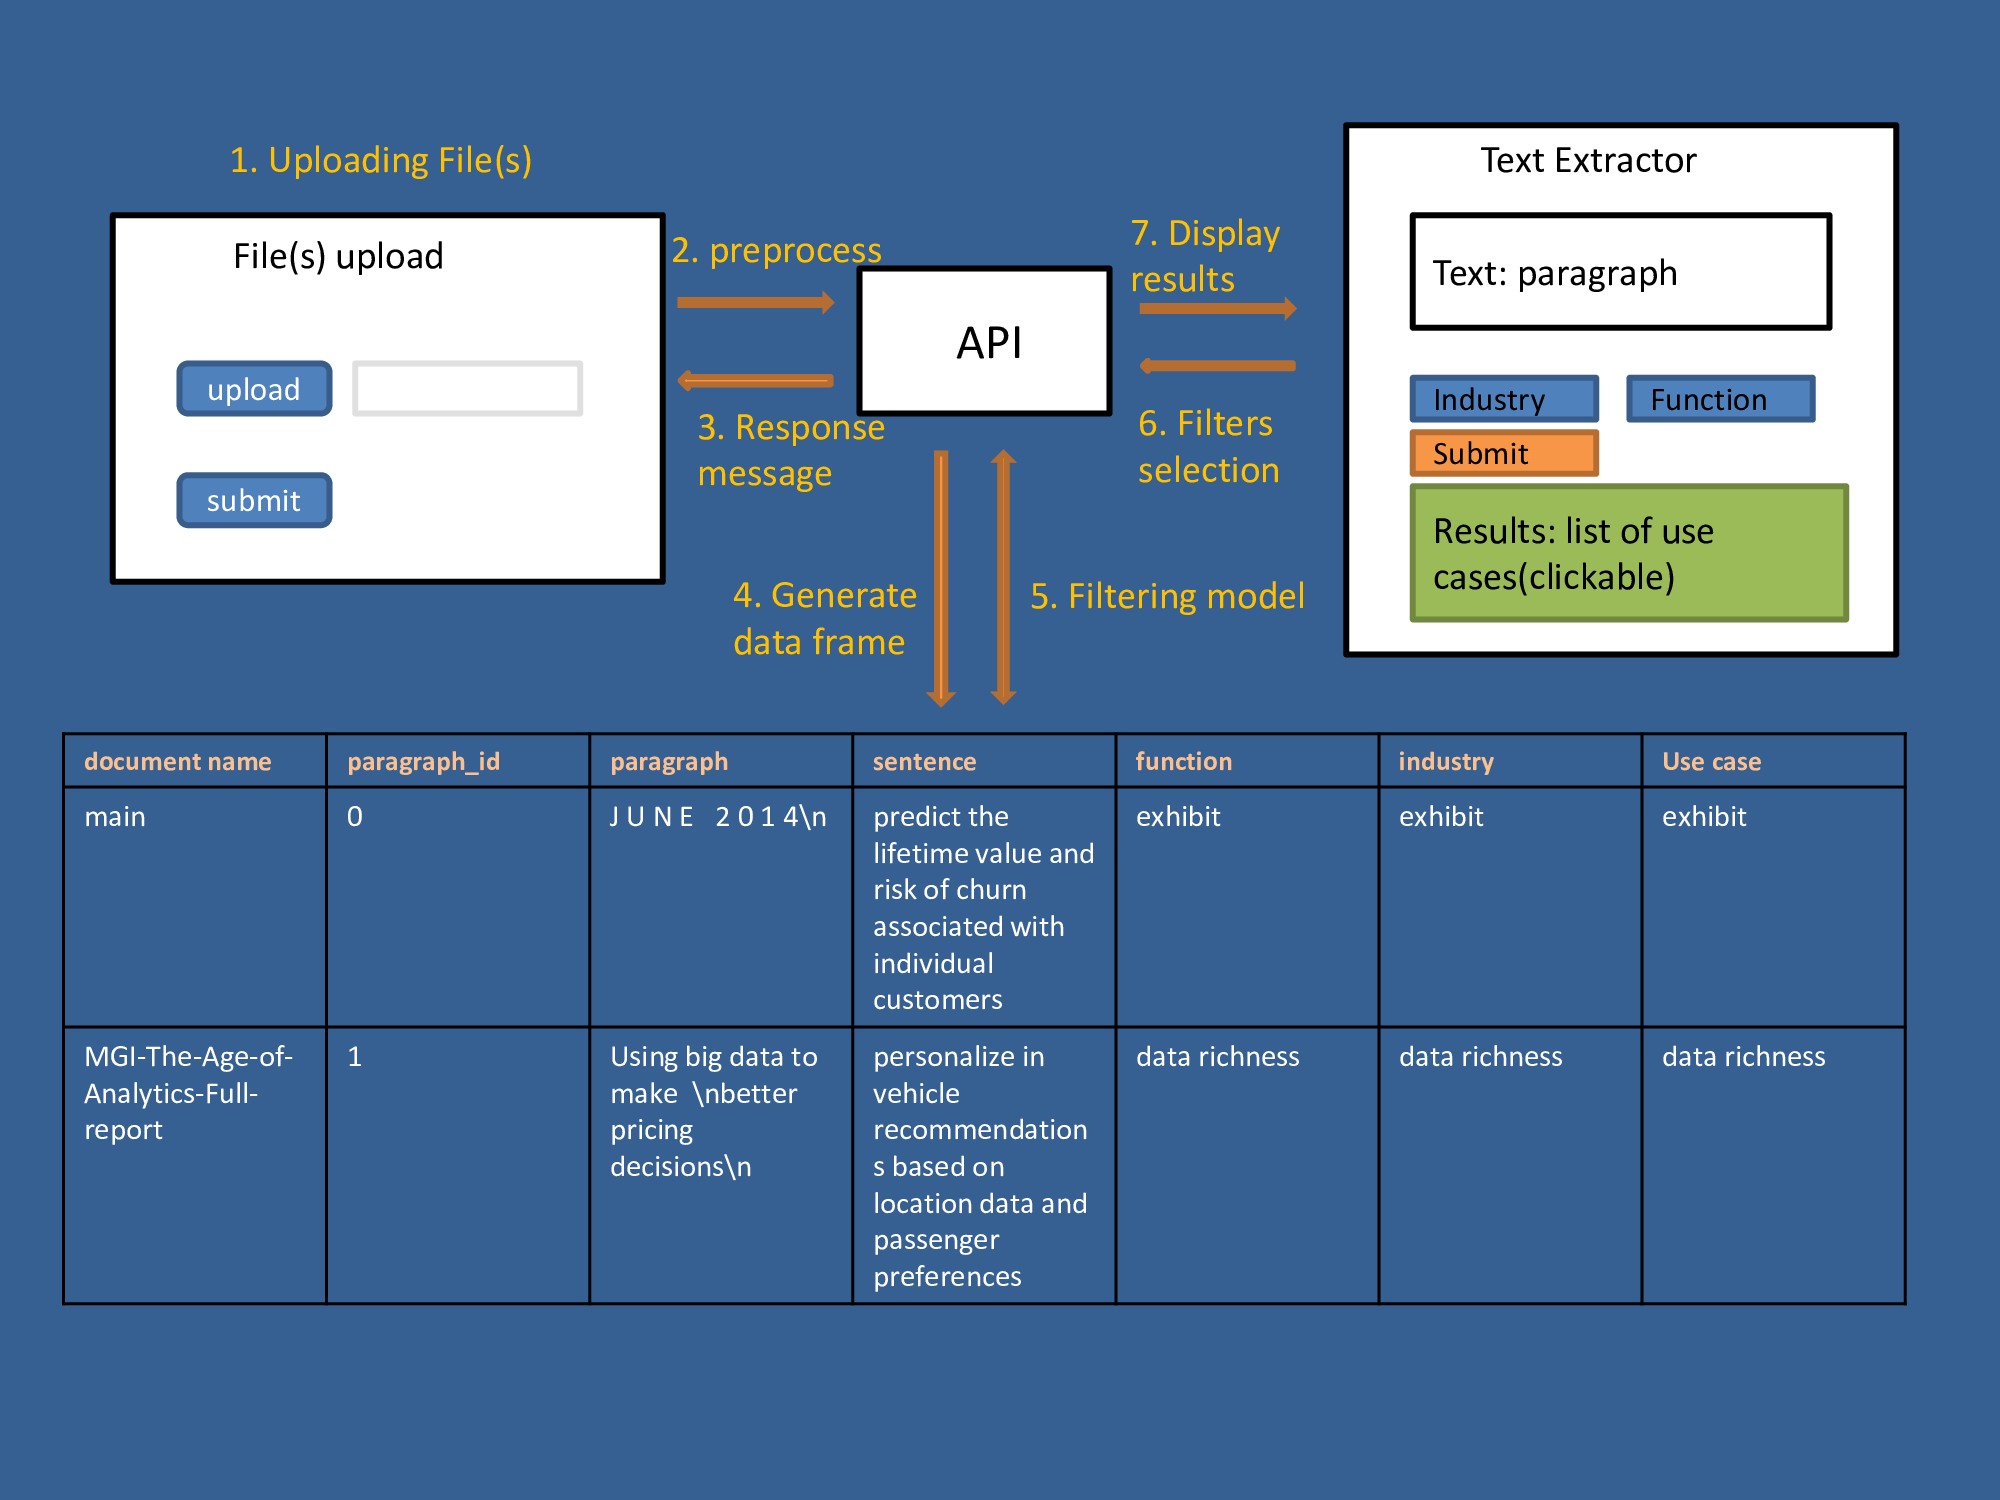 1. Uploading File(s)
File(s) upload
upload
submit
2. preprocess
3. Response
message
API
4. Generate
data frame
5. Filtering model
7. Display
results
6. Filters
selection
Text Extractor
Text: paragraph
Industry
Function
Submit
Results: list of use
cases(clickable)
document name
paragraph_id
paragraph
sentence
function
industry
Use case
main
0
J U N E   2 0 1 4\n
predict the
lifetime value and
risk of churn
associated with
individual
customers
exhibit
exhibit
exhibit
MGI-The-Age-of-
Analytics-Full-
report
1
Using big data to
make  \nbetter
pricing
decisions\n
personalize in
vehicle
recommendation
s based on
location data and
passenger
preferences
data richness
data richness
data richness